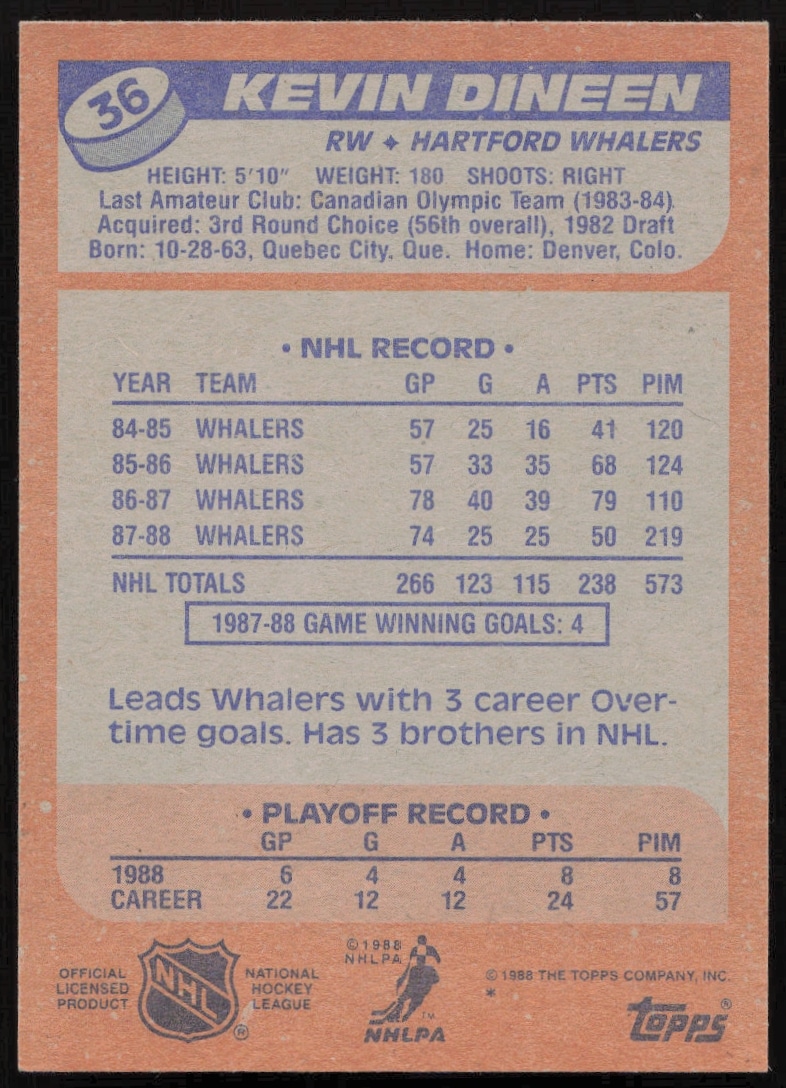 36
KEVIN DINEEN
RW ✦ HARTFORD WHALERS
HEIGHT: 5'10" WEIGHT: 180 SHOOTS: RIGHT
Last Amateur Club: Canadian Olympic Team (1983-84).
Acquired: 3rd Round Choice (56th overall), 1982 Draft
Born: 10-28-63, Quebec City, Que. Home: Denver, Colo.
• NHL RECORD •
YEAR TEAM GP G A PTS PIM
84-85 WHALERS 57 25 16 41 120
85-86 WHALERS 57 33 35 68 124
86-87 WHALERS 78 40 39 79 110
87-88 WHALERS 74 25 25 50 219
NHL TOTALS 266 123 115 238 573
1987-88 GAME WINNING GOALS: 4
Leads Whalers with 3 career Over-
time goals. Has 3 brothers in NHL.
• PLAYOFF RECORD •
GP G A PTS PIM
1988 6 4 4 8 8
CAREER 22 12 12 24 57
OFFICIAL
LICENSED
PRODUCT
NHL
®
NATIONAL
HOCKEY
LEAGUE
©1988
NHLPA
TM
NHLPA
© 1988 THE TOPPS COMPANY, INC.
*
topps®